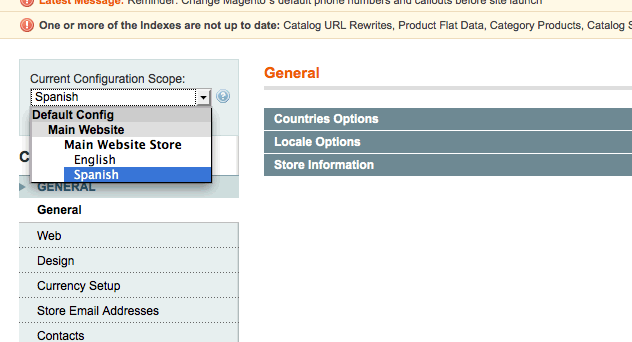 Latest Message: Reminder: Change Magento's default phone numbers and callouts before site launch
One or more of the Indexes are not up to date: Catalog URL Rewrites, Product Flat Data, Category Products, Catalog S
Current Configuration Scope:
Spanish
Default Config
Main Website
Main Website Store
English
Spanish
C
GENERAL
General
Web
Design
Currency Setup
Store Email Addresses
Contacts
General
Countries Options
Locale Options
Store Information